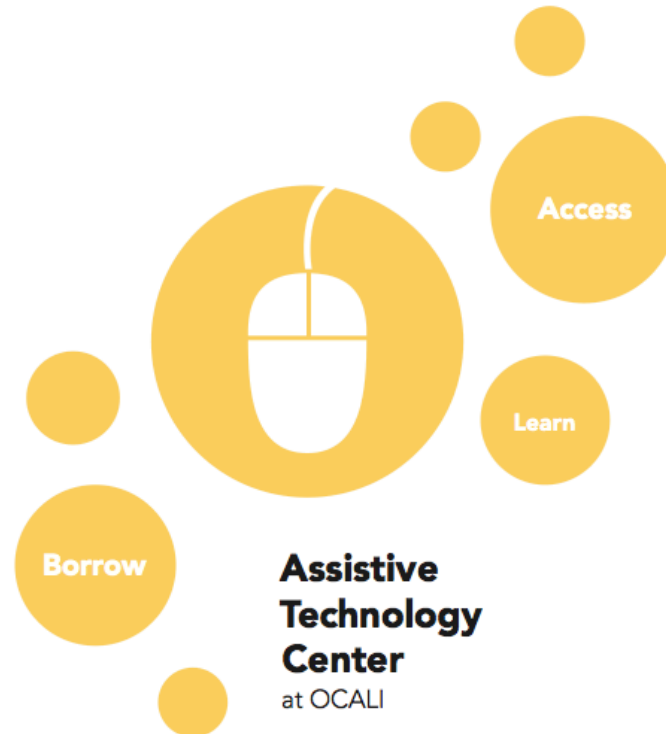 Access
Learn
Borrow
Assistive
Technology
Center
at OCALI